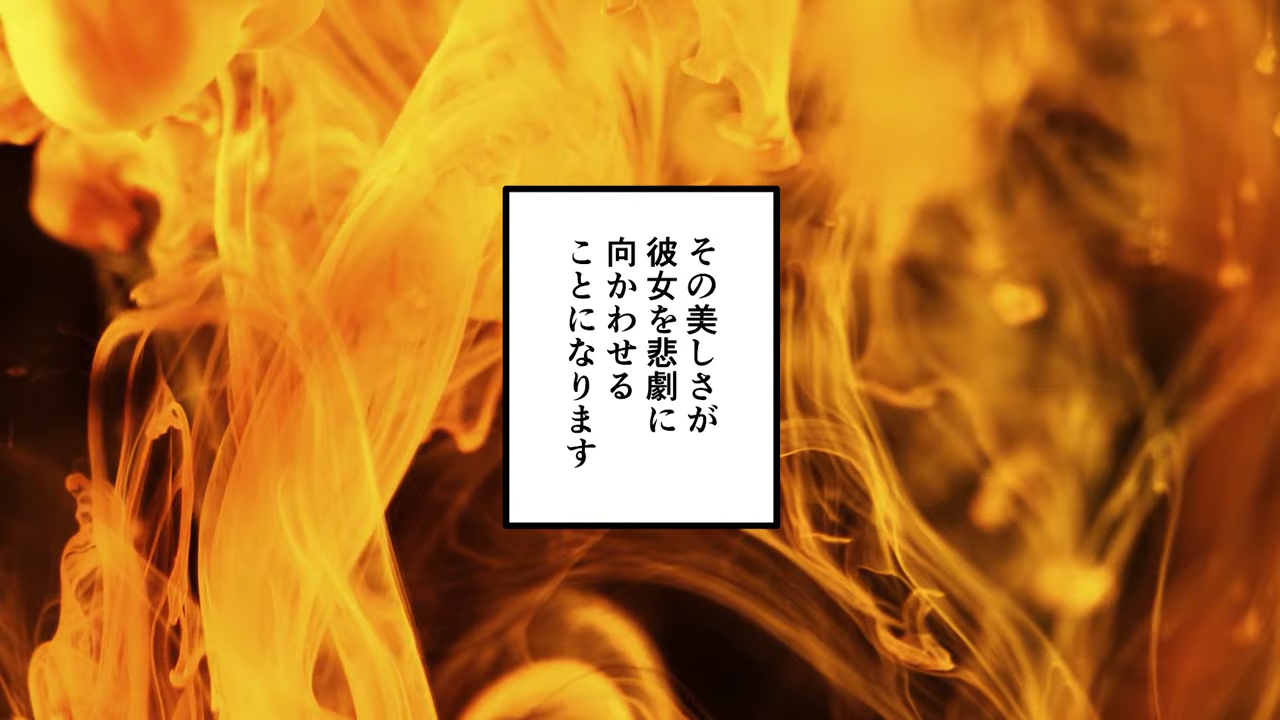 その美しさが
彼女を悲劇に
向かわせる
ことになります